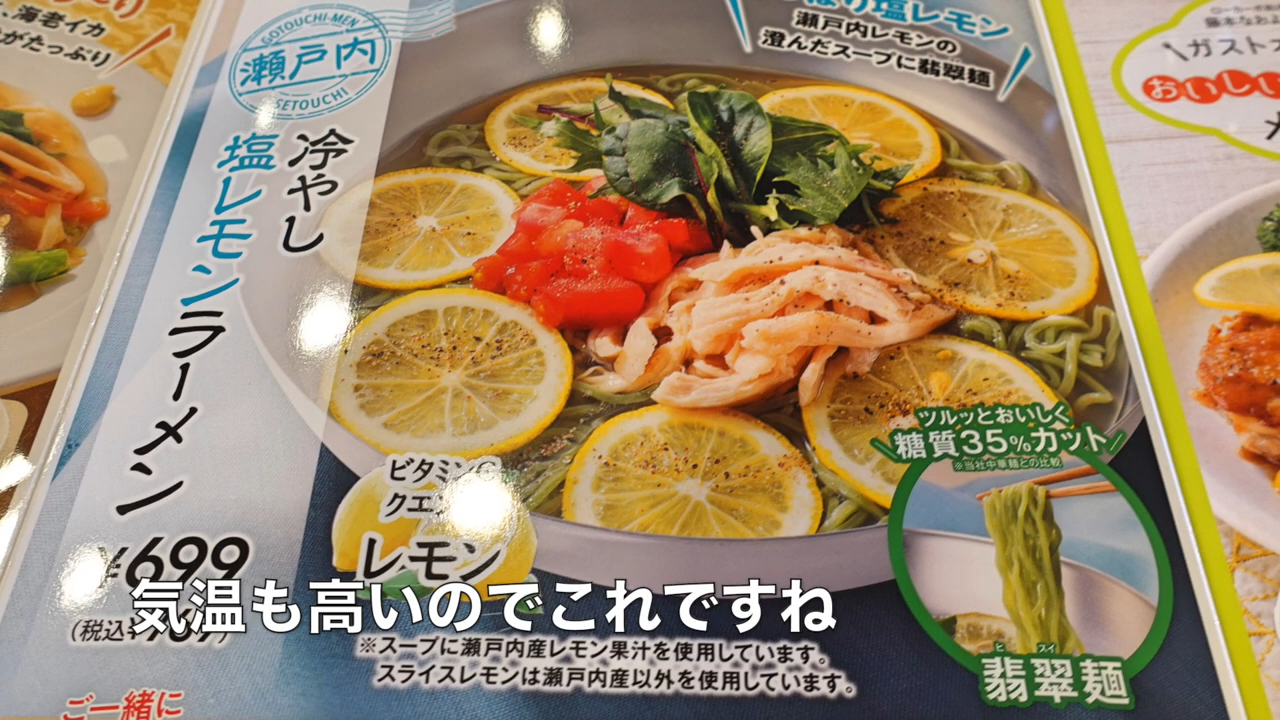 海老イカ
がたっぷり
GOTOUCHI-MEN
瀬戸内
SETOUCHI
冷やし
塩レモンラーメン
¥699
(税込¥769)
塩レモン
瀬戸内レモンの
澄んだスープに翡翠麺
ガスト
おいしい
ビタミンC
クエン
レモン
ツルッとおいしく
糖質35%カット
※当社中華麺との比較
ヒ スイ
翡翠麺
気温も高いのでこれですね
※スープに瀬戸内産レモン果汁を使用しています。
スライスレモンは瀬戸内産以外を使用しています。
ご一緒に